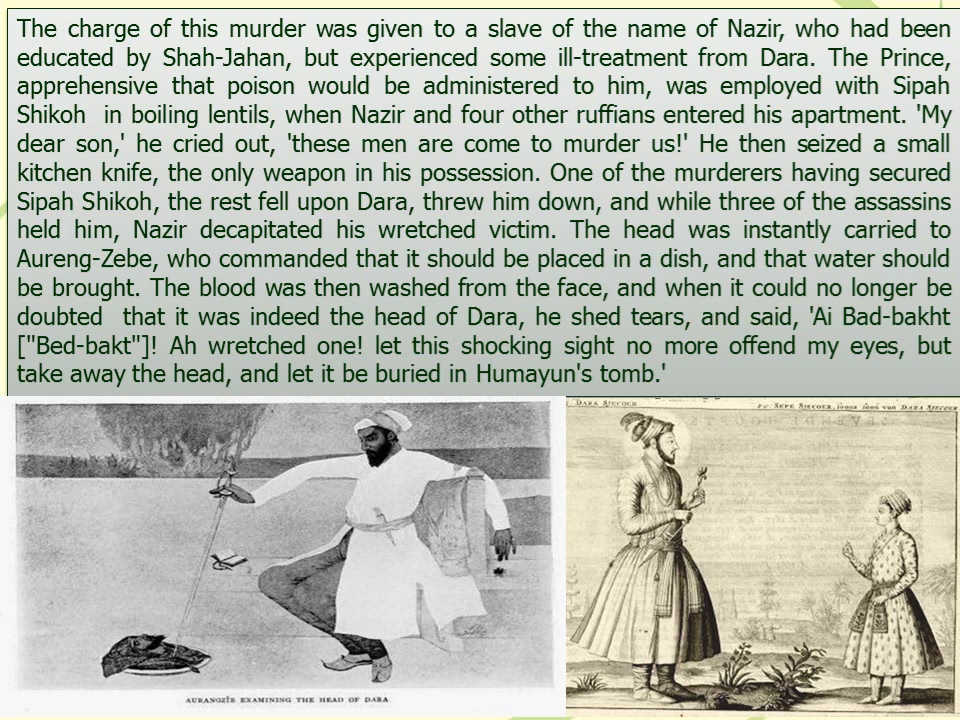 The charge of this murder was given to a slave of the name of Nazir, who had been
educated by Shah-Jahan, but experienced some ill-treatment from Dara. The Prince,
apprehensive that poison would be administered to him, was employed with Sipah
Shikoh in boiling lentils, when Nazir and four other ruffians entered his apartment. 'My
dear son,' he cried out, 'these men are come to murder us!' He then seized a small
kitchen knife, the only weapon in his possession. One of the murderers having secured
Sipah Shikoh, the rest fell upon Dara, threw him down, and while three of the assassins
held him, Nazir decapitated his wretched victim. The head was instantly carried to
Aureng-Zebe, who commanded that it should be placed in a dish, and that water should
be brought. The blood was then washed from the face, and when it could no longer be
doubted that it was indeed the head of Dara, he shed tears, and said, 'Ai Bad-bakht
["Bed-bakt"]! Ah wretched one! let this shocking sight no more offend my eyes, but
take away the head, and let it be buried in Humayun's tomb.'
DARA SIECOER
SEPE SIECOER, van DARA SIECOER
AURANGZÎB EXAMINING THE HEAD OF DARA